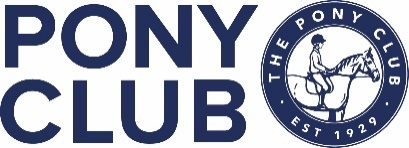 PONY
CLUB
THE PONY CLUB
EST 1929